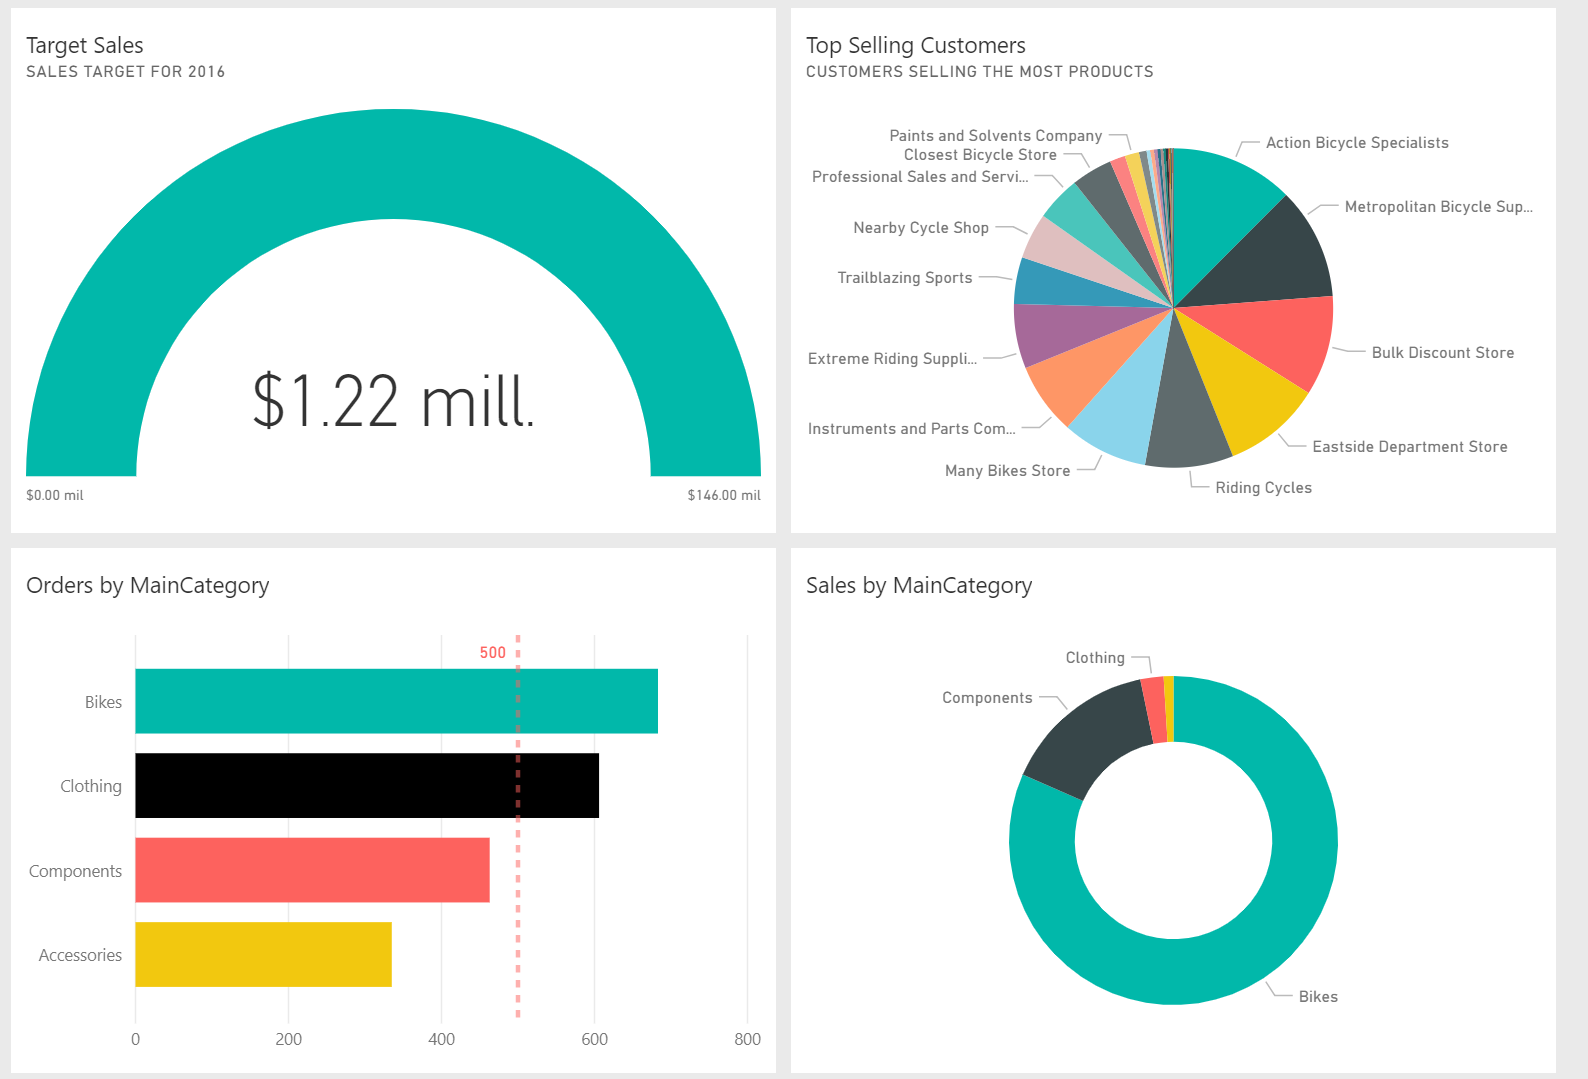 Target Sales
SALES TARGET FOR 2016
$1.22 mill.
$0.00 mil
$146.00 mil
Top Selling Customers
CUSTOMERS SELLING THE MOST PRODUCTS
Paints and Solvents Company
Closest Bicycle Store
Professional Sales and Servi...
Nearby Cycle Shop
Trailblazing Sports
Extreme Riding Suppli...
Instruments and Parts Com...
Many Bikes Store
Action Bicycle Specialists
Metropolitan Bicycle Sup...
Bulk Discount Store
Eastside Department Store
Riding Cycles
Orders by MainCategory
500
Bikes
Clothing
Components
Accessories
0 200 400 600 800
Sales by MainCategory
Clothing
Components
Bikes